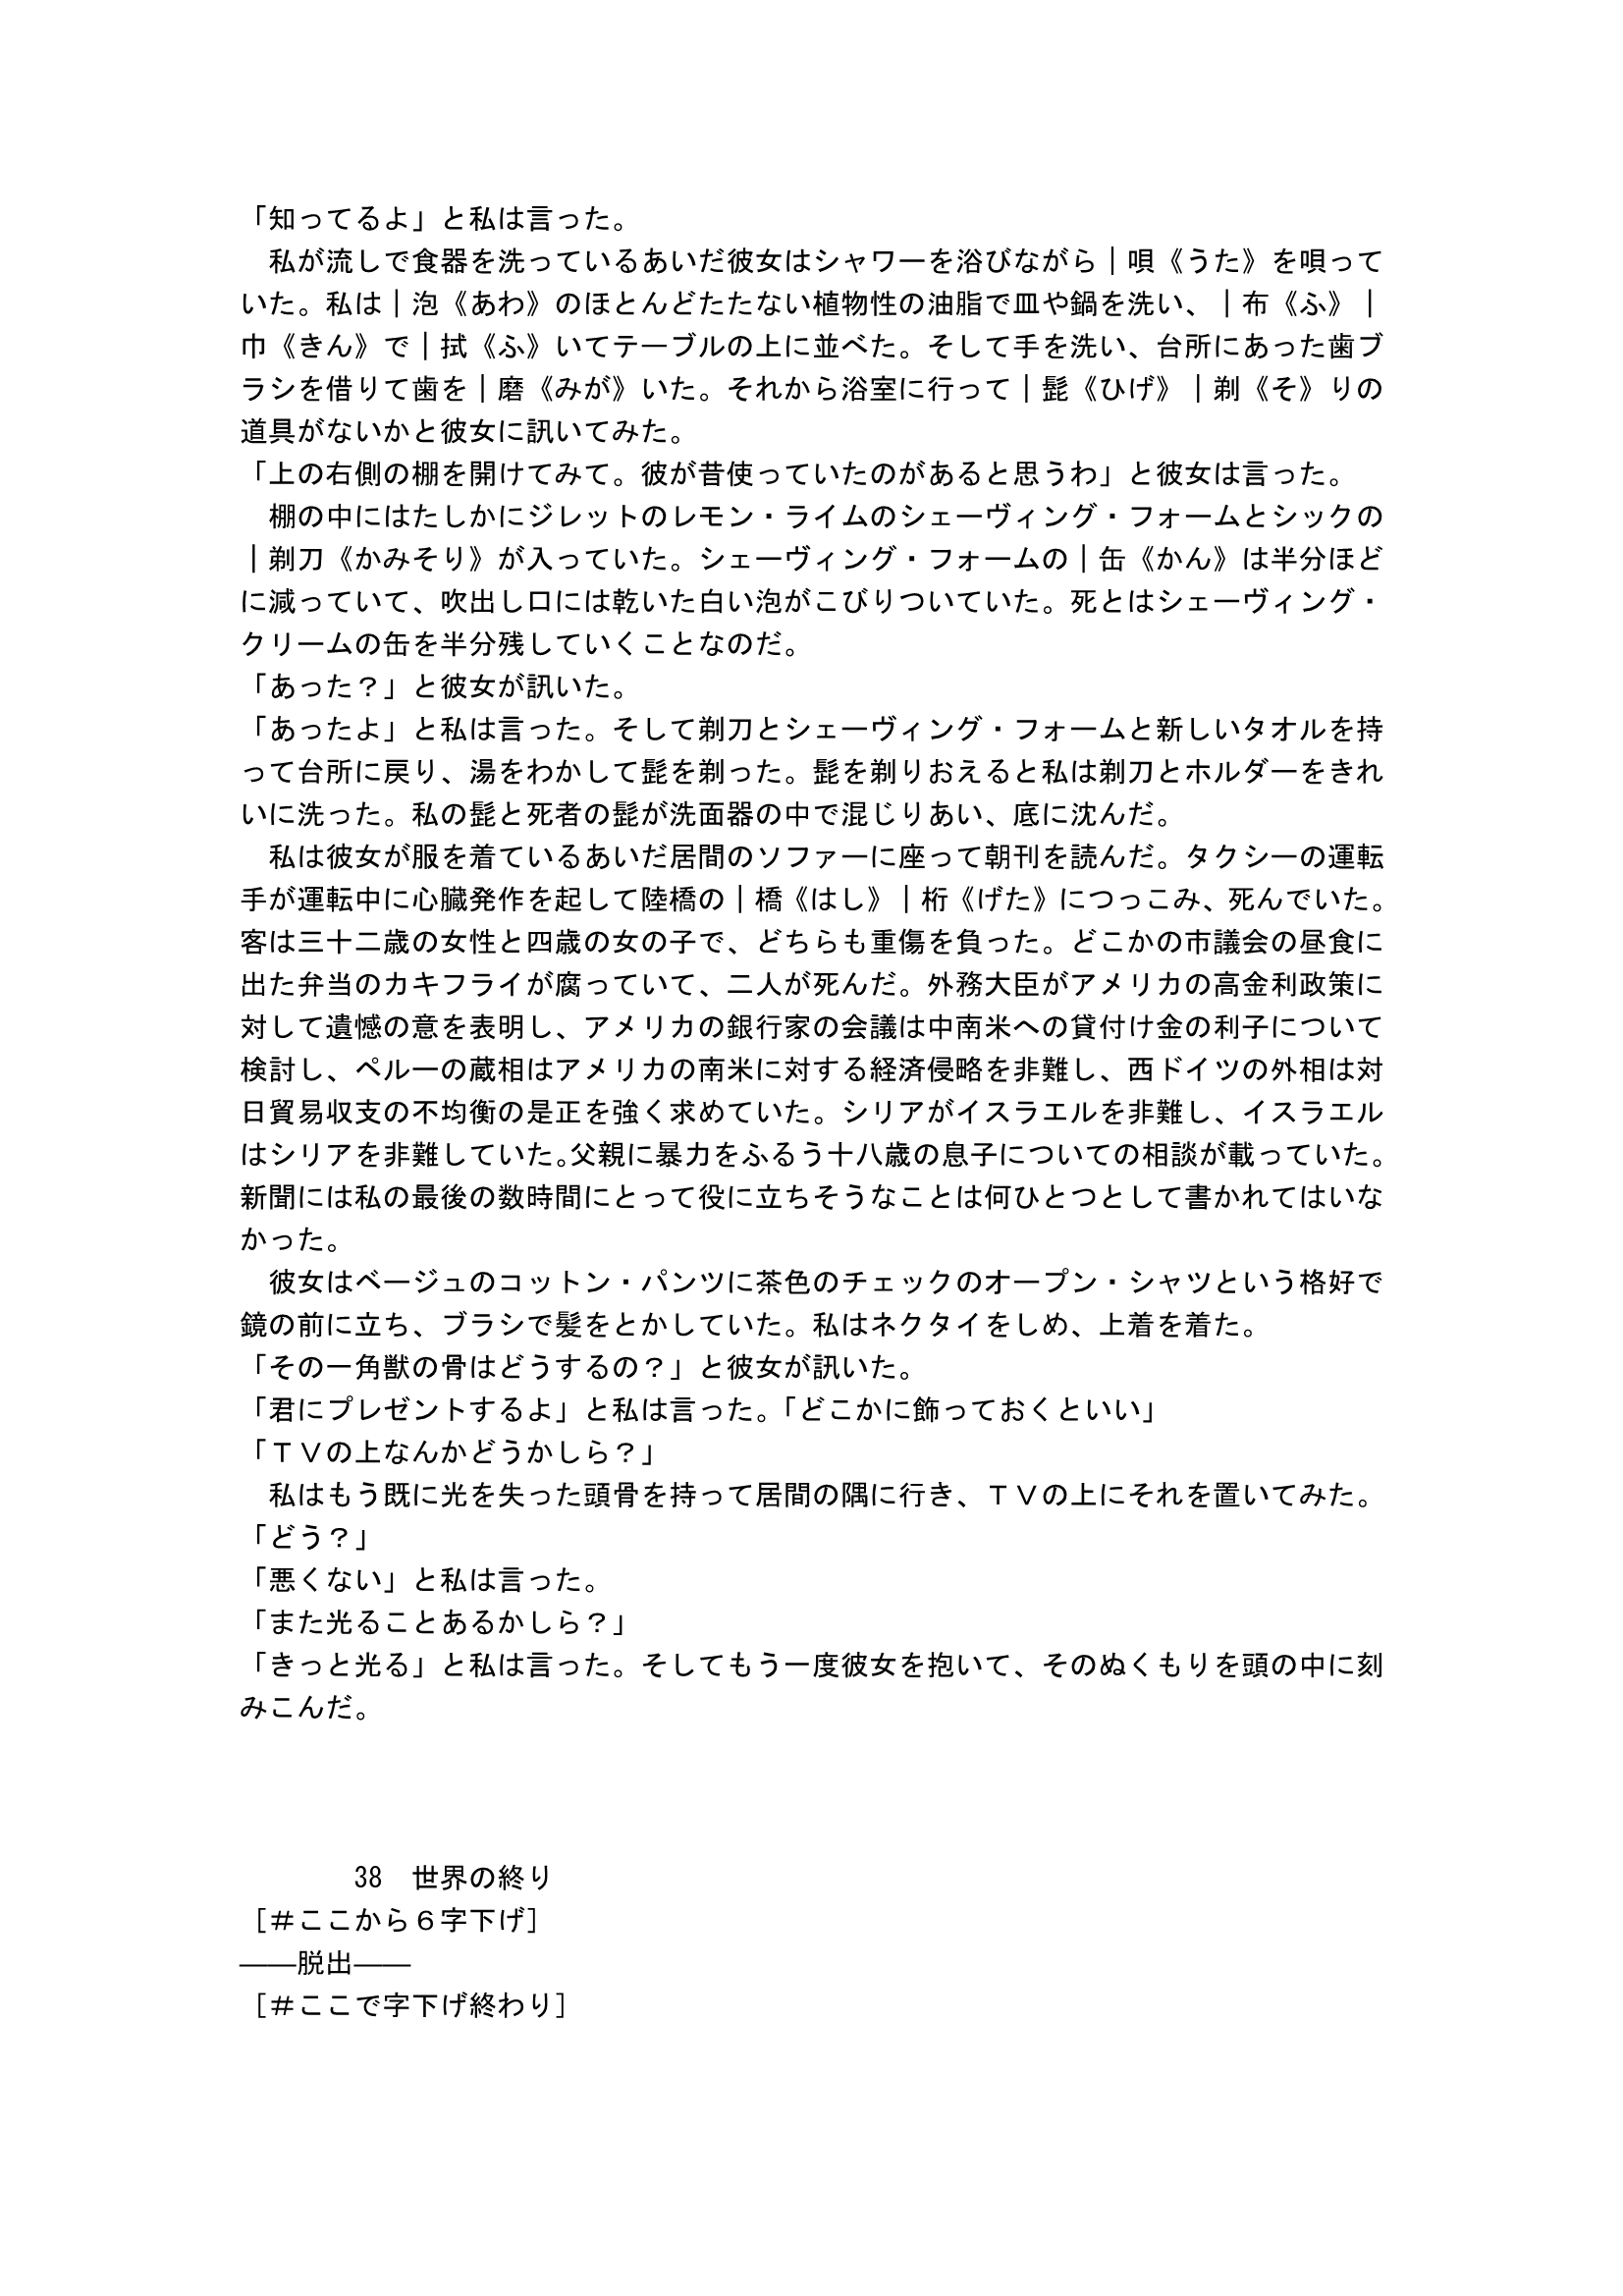 「知ってるよ」と私は言った。
　私が流しで食器を洗っているあいだ彼女はシャワーを浴びながら｜唄《うた》を唄って
いた。私は｜泡《あわ》のほとんどたたない植物性の油脂で皿や鍋を洗い、｜布《ふ》｜
巾《きん》で｜拭《ふ》いてテーブルの上に並べた。そして手を洗い、台所にあった歯ブ
ラシを借りて歯を｜磨《みが》いた。それから浴室に行って｜髭《ひげ》｜剃《そ》りの
道具がないかと彼女に訊いてみた。
「上の右側の棚を開けてみて。彼が昔使っていたのがあると思うわ」と彼女は言った。
　棚の中にはたしかにジレットのレモン・ライムのシェーヴィング・フォームとシックの
｜剃刀《かみそり》が入っていた。シェーヴィング・フォームの｜缶《かん》は半分ほど
に減っていて、吹出し口には乾いた白い泡がこびりついていた。死とはシェーヴィング・
クリームの缶を半分残していくことなのだ。
「あった？」と彼女が訊いた。
「あったよ」と私は言った。そして剃刀とシェーヴィング・フォームと新しいタオルを持
って台所に戻り、湯をわかして髭を剃った。髭を剃りおえると私は剃刀とホルダーをきれ
いに洗った。私の髭と死者の髭が洗面器の中で混じりあい、底に沈んだ。
　私は彼女が服を着ているあいだ居間のソファーに座って朝刊を読んだ。タクシーの運転
手が運転中に心臓発作を起して陸橋の｜橋《はし》｜桁《げた》につっこみ、死んでいた。
客は三十二歳の女性と四歳の女の子で、どちらも重傷を負った。どこかの市議会の昼食に
出た弁当のカキフライが腐っていて、二人が死んだ。外務大臣がアメリカの高金利政策に
対して遺憾の意を表明し、アメリカの銀行家の会議は中南米への貸付け金の利子について
検討し、ペルーの蔵相はアメリカの南米に対する経済侵略を非難し、西ドイツの外相は対
日貿易収支の不均衡の是正を強く求めていた。シリアがイスラエルを非難し、イスラエル
はシリアを非難していた。父親に暴力をふるう十八歳の息子についての相談が載っていた。
新聞には私の最後の数時間にとって役に立ちそうなことは何ひとつとして書かれてはいな
かった。
　彼女はベージュのコットン・パンツに茶色のチェックのオープン・シャツという格好で
鏡の前に立ち、ブラシで髪をとかしていた。私はネクタイをしめ、上着を着た。
「その一角獣の骨はどうするの？」と彼女が訊いた。
「君にプレゼントするよ」と私は言った。「どこかに飾っておくといい」
「ＴＶの上なんかどうかしら？」
　私はもう既に光を失った頭骨を持って居間の隅に行き、ＴＶの上にそれを置いてみた。
「どう？」
「悪くない」と私は言った。
「また光ることあるかしら？」
「きっと光る」と私は言った。そしてもう一度彼女を抱いて、そのぬくもりを頭の中に刻
みこんだ。
38　世界の終り
［＃ここから６字下げ］
――脱出――
［＃ここで字下げ終わり］